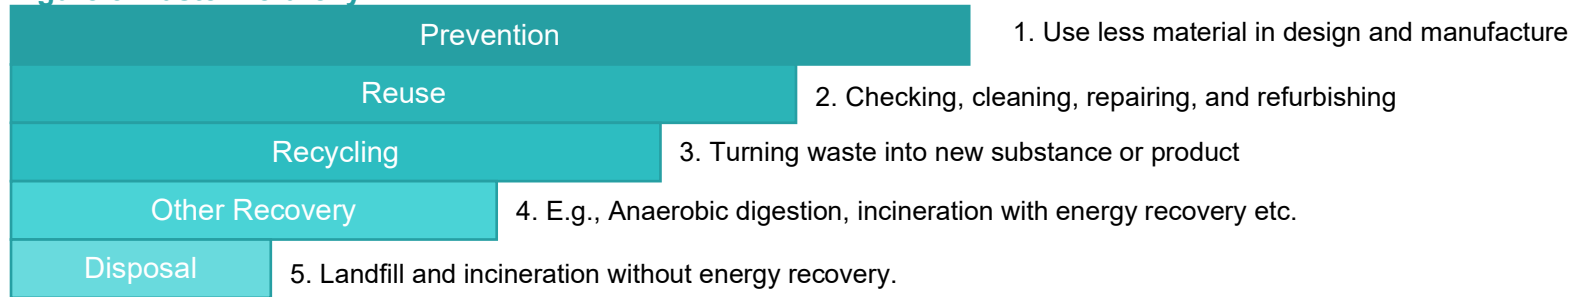 Prevention
1. Use less material in design and manufacture
Reuse
2. Checking, cleaning, repairing, and refurbishing
Recycling
3. Turning waste into new substance or product
Other Recovery
4. E.g., Anaerobic digestion, incineration with energy recovery etc.
Disposal
5. Landfill and incineration without energy recovery.